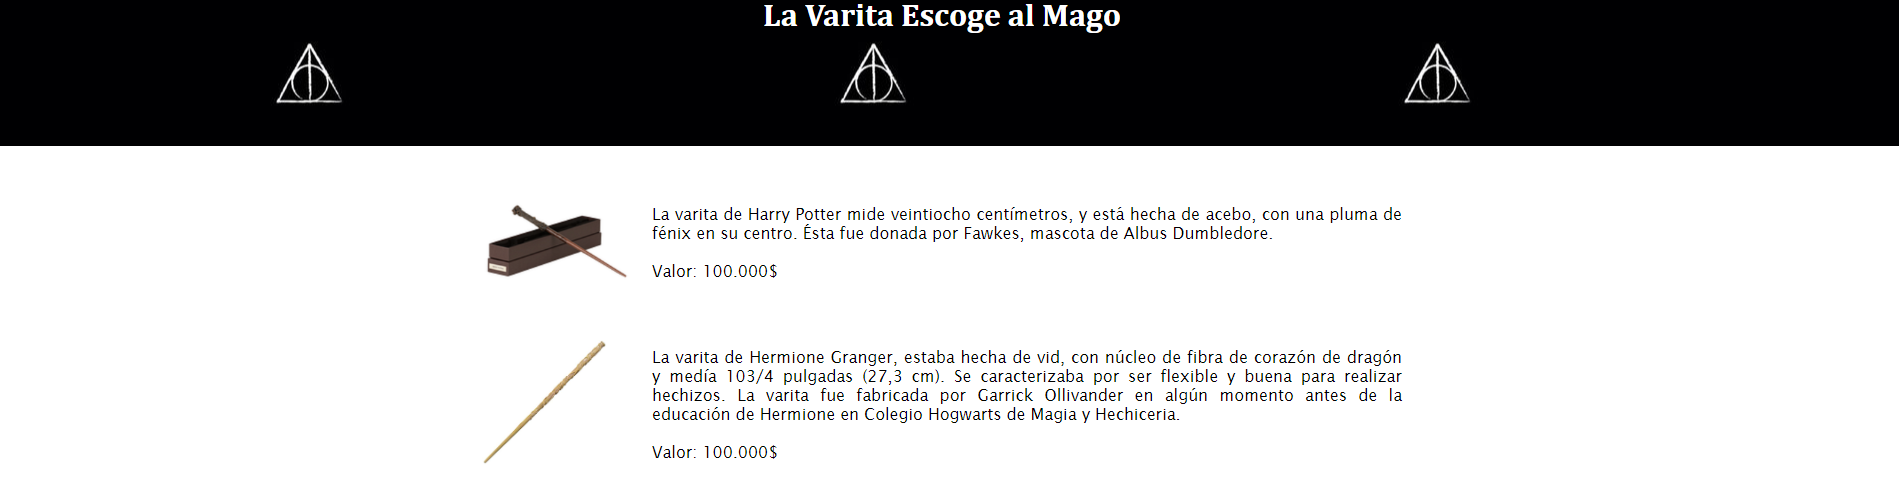 La Varita Escoge al Mago
La varita de Harry Potter mide veintiocho centímetros, y está hecha de acebo, con una pluma de
fénix en su centro. Ésta fue donada por Fawkes, mascota de Albus Dumbledore.
Valor: 100.000$
La varita de Hermione Granger, estaba hecha de vid, con núcleo de fibra de corazón de dragón
y medía 103/4 pulgadas (27,3 cm). Se caracterizaba por ser flexible y buena para realizar
hechizos. La varita fue fabricada por Garrick Ollivander en algún momento antes de la
educación de Hermione en Colegio Hogwarts de Magia y Hechiceria.
Valor: 100.000$